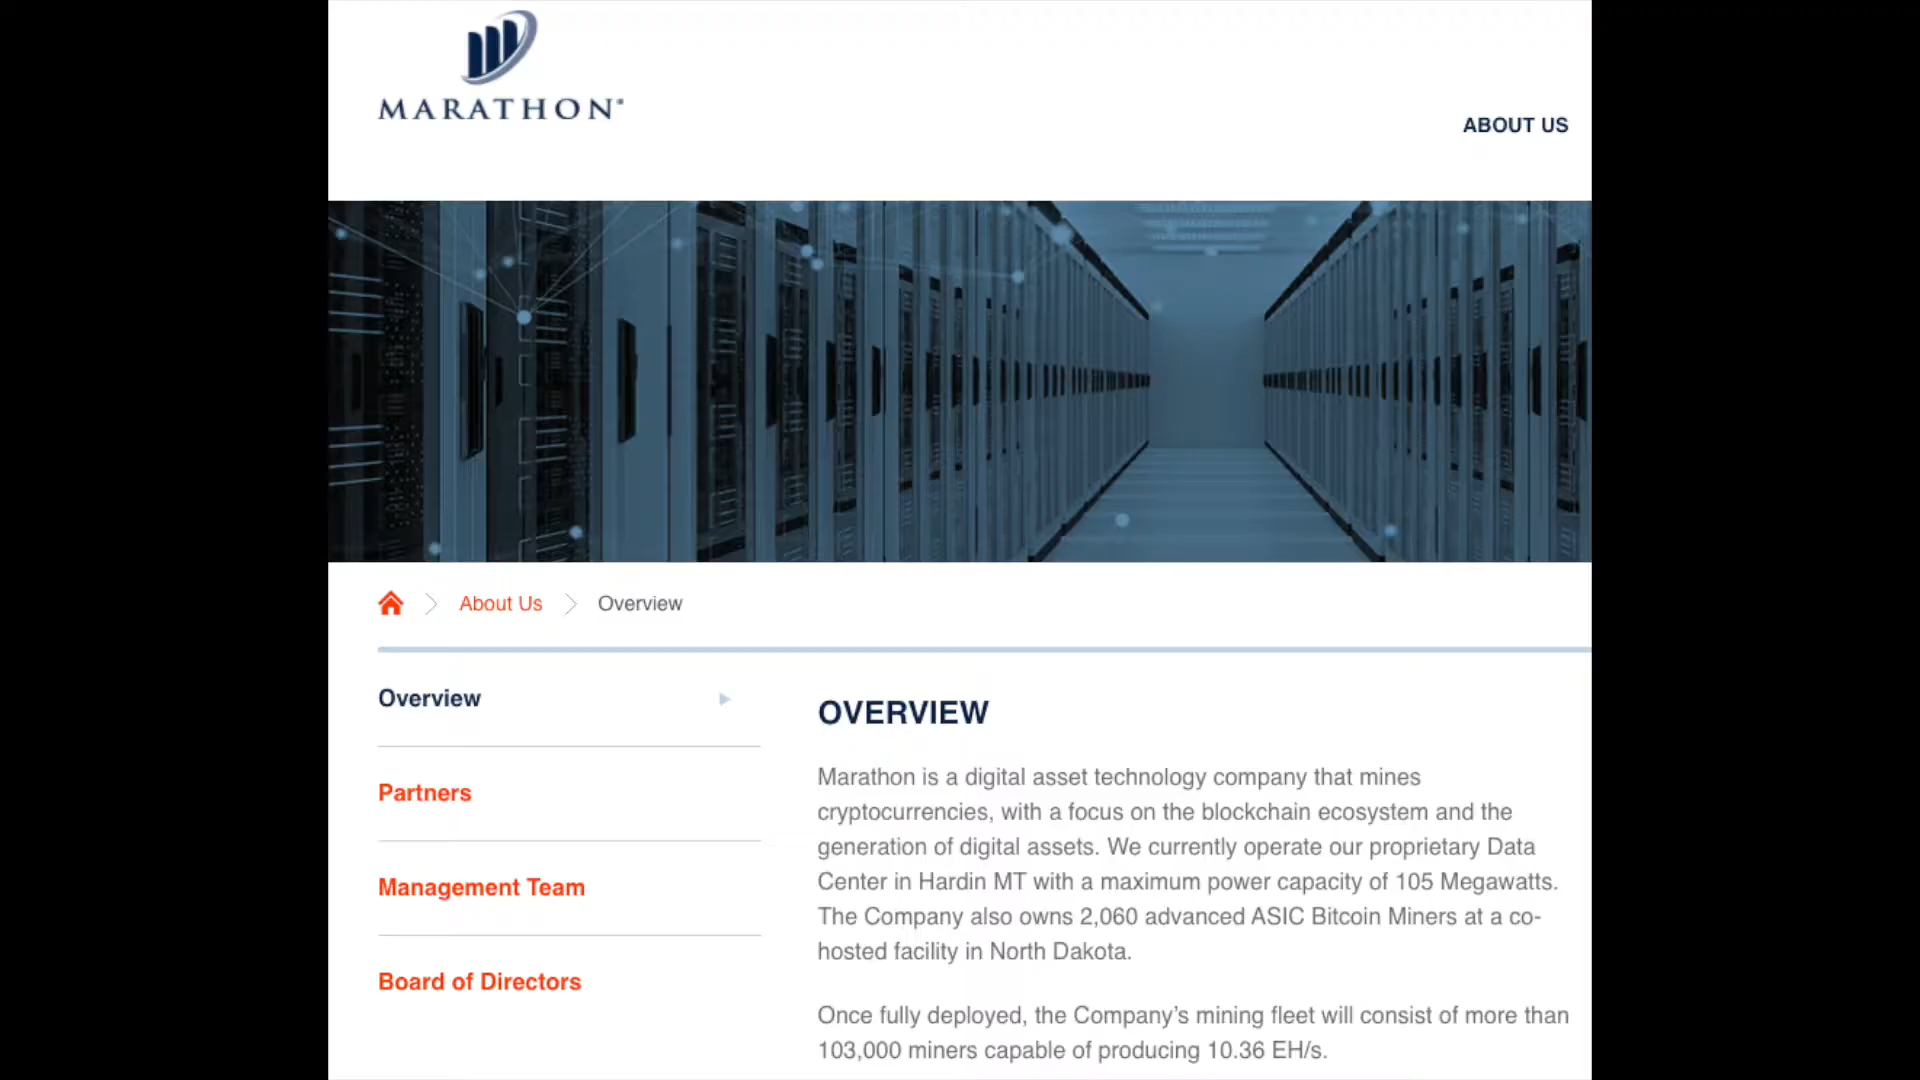 MARATHON®
ABOUT US
About Us
Overview
Overview
Partners
Management Team
Board of Directors
OVERVIEW
Marathon is a digital asset technology company that mines
cryptocurrencies, with a focus on the blockchain ecosystem and the
generation of digital assets. We currently operate our proprietary Data
Center in Hardin MT with a maximum power capacity of 105 Megawatts.
The Company also owns 2,060 advanced ASIC Bitcoin Miners at a co-
hosted facility in North Dakota.
Once fully deployed, the Company’s mining fleet will consist of more than
103,000 miners capable of producing 10.36 EH/s.